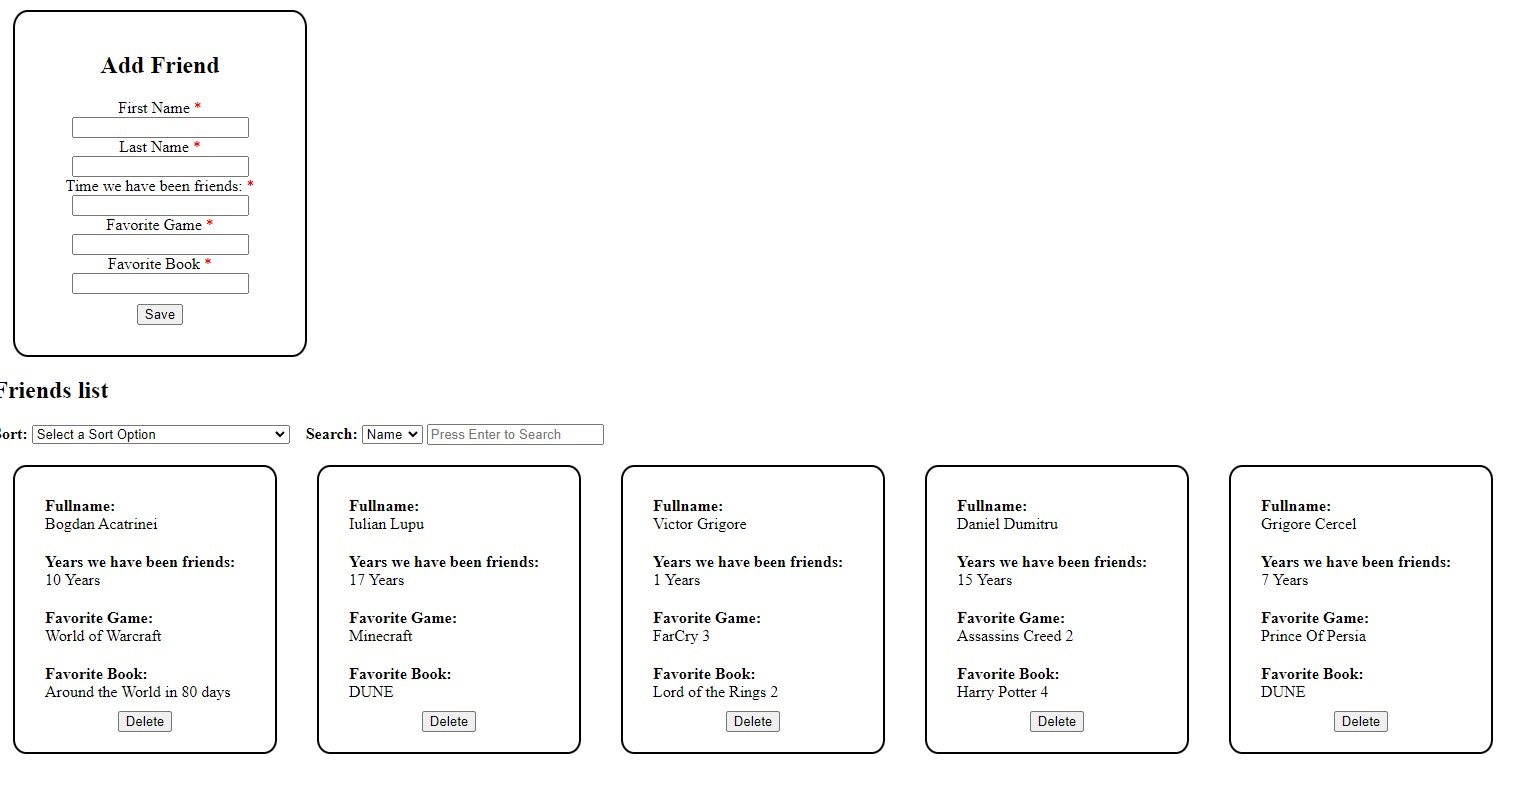 Add Friend
First Name *
Last Name *
Time we have been friends: *
Favorite Game *
Favorite Book *
Save
Friends list
Sort: Select a Sort Option Search: Name Press Enter to Search
Fullname:
Bogdan Acatrinei
Years we have been friends:
10 Years
Favorite Game:
World of Warcraft
Favorite Book:
Around the World in 80 days
Delete
Fullname:
Iulian Lupu
Years we have been friends:
17 Years
Favorite Game:
Minecraft
Favorite Book:
DUNE
Delete
Fullname:
Victor Grigore
Years we have been friends:
1 Years
Favorite Game:
FarCry 3
Favorite Book:
Lord of the Rings 2
Delete
Fullname:
Daniel Dumitru
Years we have been friends:
15 Years
Favorite Game:
Assassins Creed 2
Favorite Book:
Harry Potter 4
Delete
Fullname:
Grigore Cercel
Years we have been friends:
7 Years
Favorite Game:
Prince Of Persia
Favorite Book:
DUNE
Delete